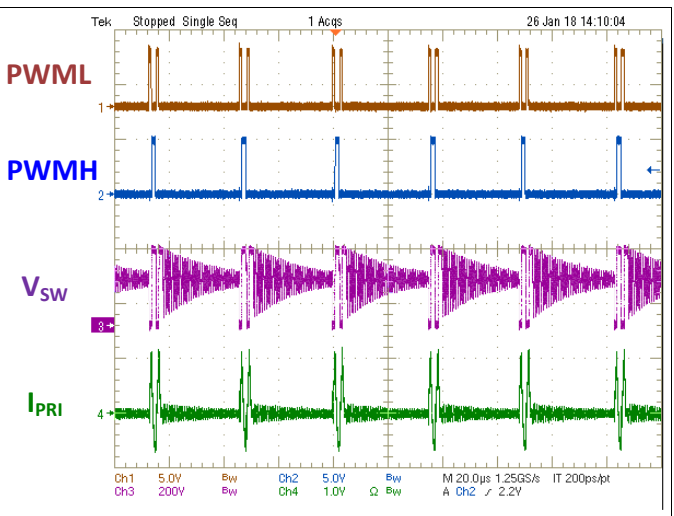 Tek Stopped Single Seq 1 Acqs 26 Jan 18 14:10:04
PWML
1
PWMH
2
VSW
3
IPRI
4
Ch1 5.0V Bw Ch2 5.0V Bw M 20.0µs 1.25GS/s IT 200ps/pt
Ch3 200V Bw Ch4 1.0V Ω Bw A Ch2 ∕ 2.2V